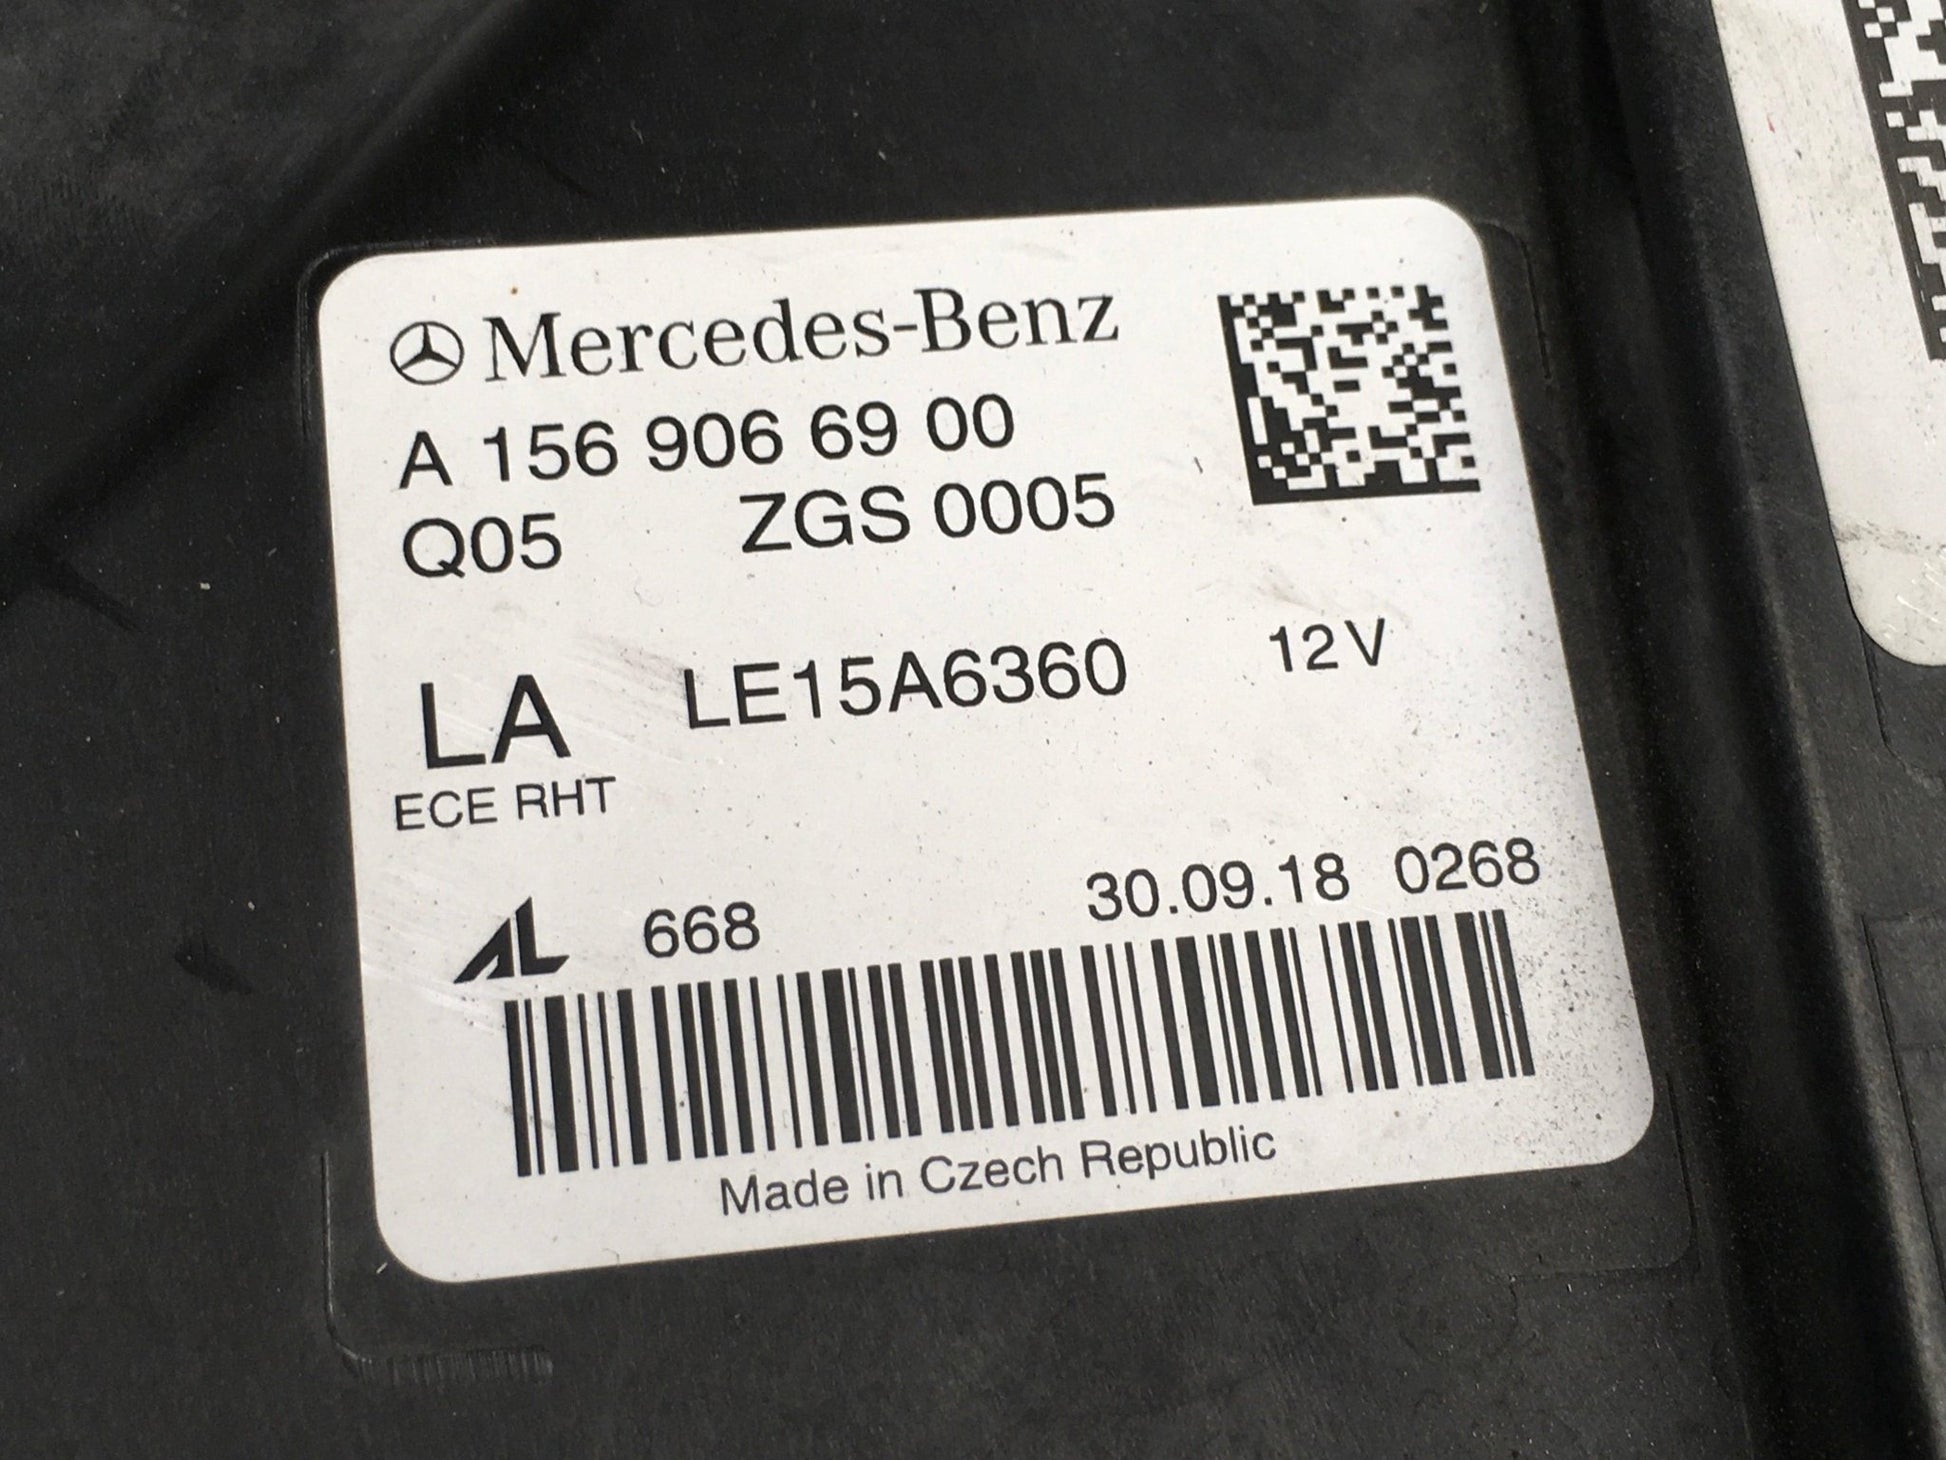 Mercedes-Benz
A 156 906 69 00
Q05 ZGS 0005
LA LE15A6360 12V
ECE RHT
AL 668 30.09.18 0268
Made in Czech Republic